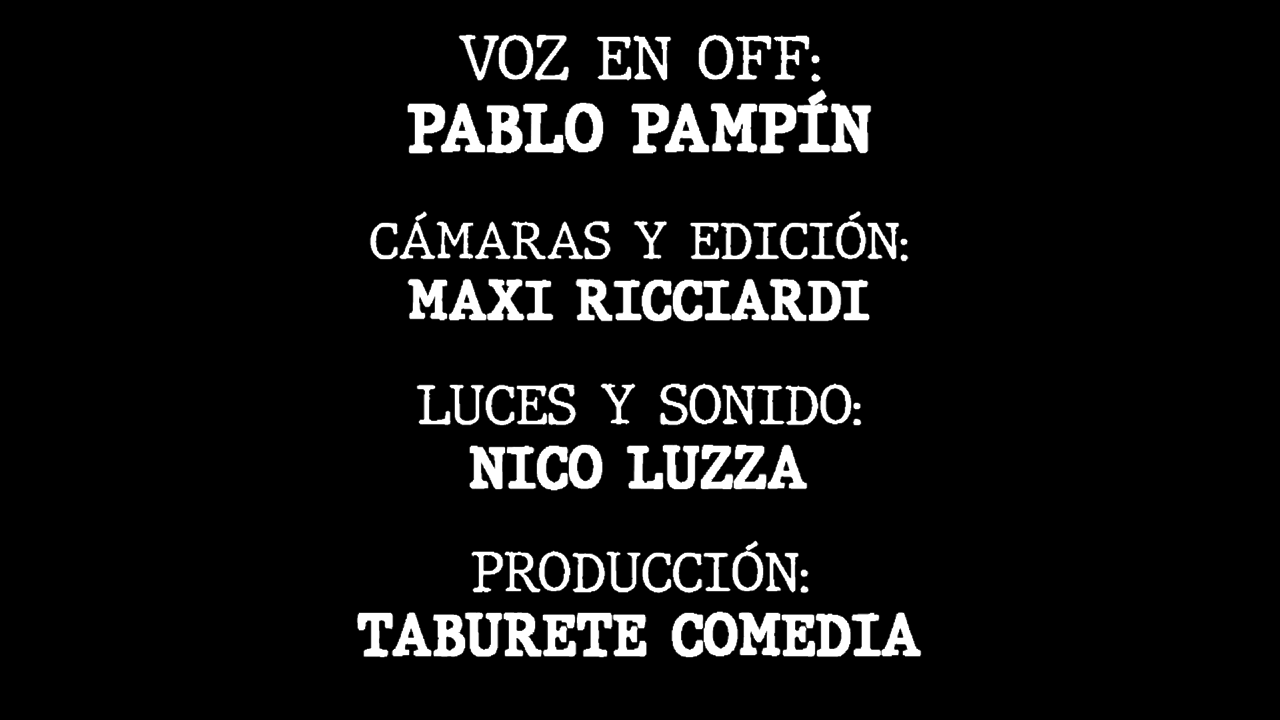 VOZ EN OFF:
PABLO PAMPÍN
CÁMARAS Y EDICIÓN:
MAXI RICCIARDI
LUCES Y SONIDO:
NICO LUZZA
PRODUCCIÓN:
TABURETE COMEDIA